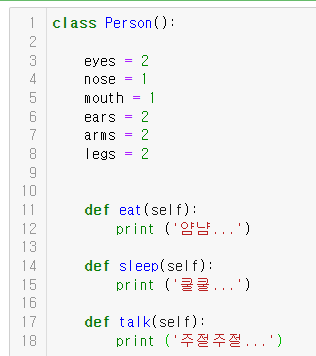 1 class Person():
2
3     eyes = 2
4     nose = 1
5     mouth = 1
6     ears = 2
7     arms = 2
8     legs = 2
9
10
11     def eat(self):
12         print ('얌냠...')
13
14     def sleep(self):
15         print ('쿨쿨...')
16
17     def talk(self):
18         print ('주절주절...')